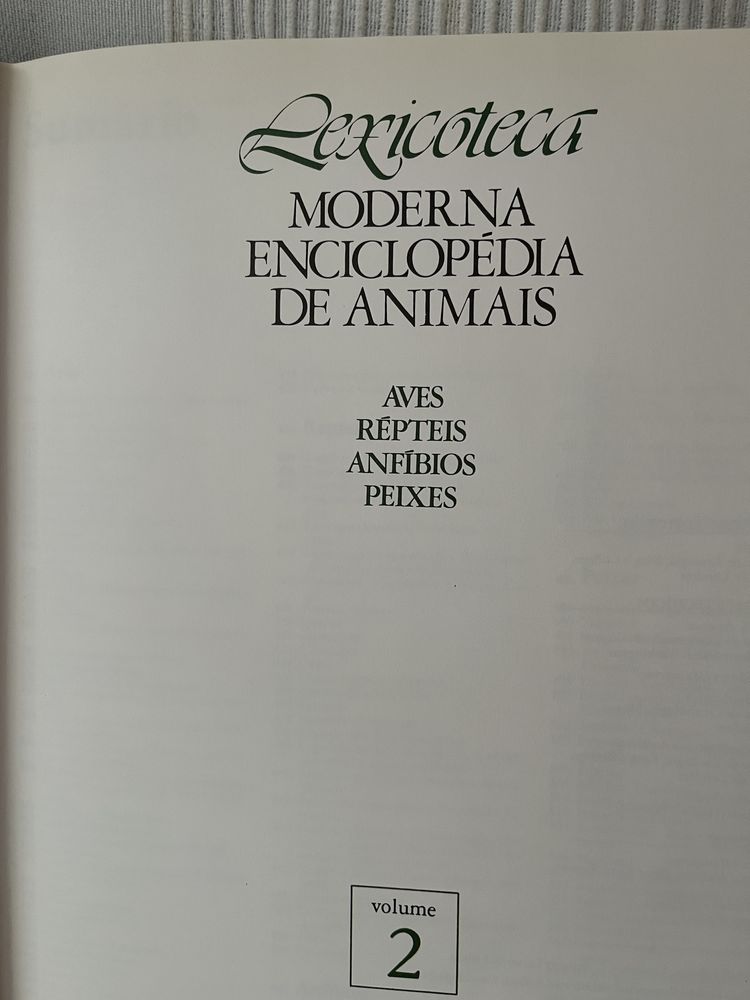 Lexicoteca
MODERNA
ENCICLOPÉDIA
DE ANIMAIS
AVES
RÉPTEIS
ANFÍBIOS
PEIXES
volume
2